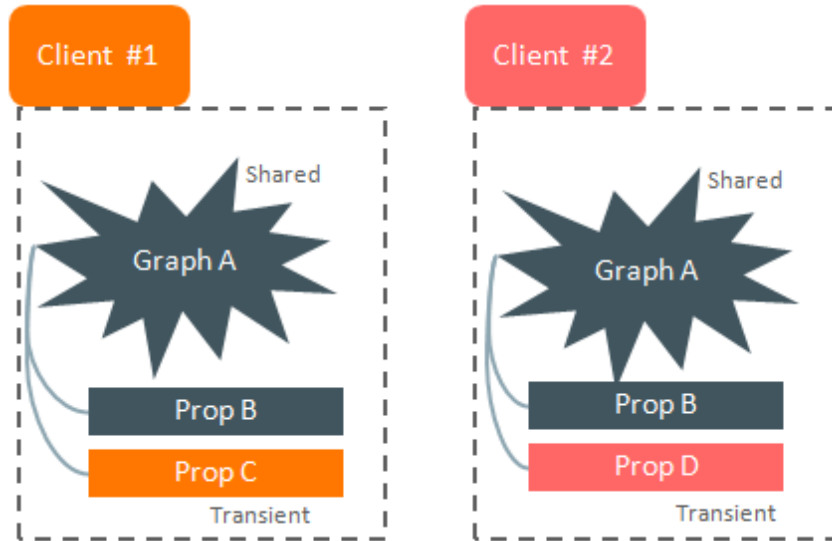 Client #1
Shared
Graph A
Prop B
Prop C
Transient
Client #2
Shared
Graph A
Prop B
Prop D
Transient